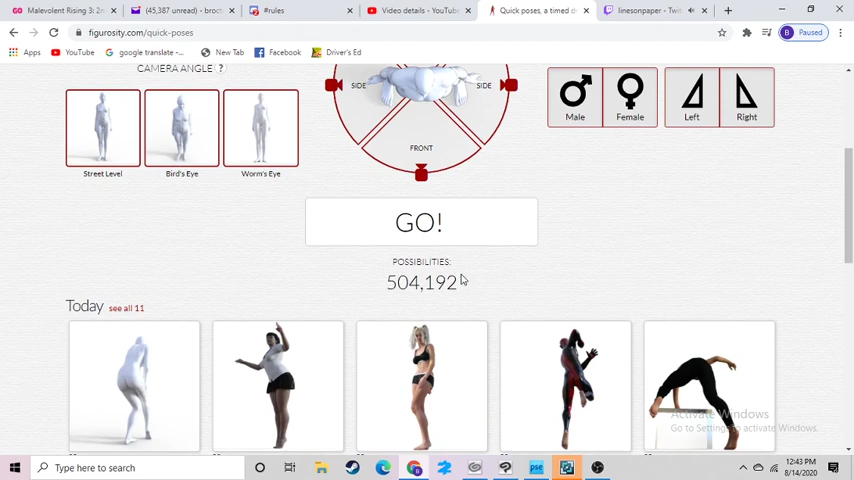 Malevolent Rising 3: 2n
(45,387 unread) - broct
#rules
Video details - YouTube
Quick poses, a timed d
linesonpaper - Twit
figurosity.com/quick-poses
Paused
Apps
YouTube
google translate -...
New Tab
Facebook
Driver's Ed
CAMERA ANGLE ?
SIDE
SIDE
FRONT
Male
Female
Left
Right
Street Level
Bird's Eye
Worm's Eye
GO!
POSSIBILITIES:
504,192
Today see all 11
Activate Windows
Go to Settings to activate Windows.
Type here to search
pse
12:43 PM
8/14/2020